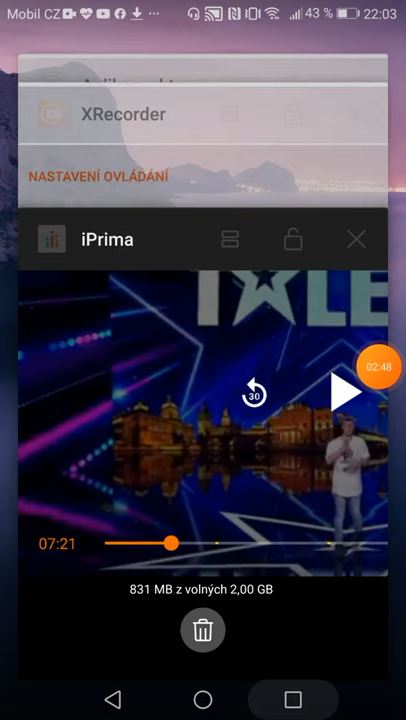 Mobil CZ
43 %
22:03
XRecorder
NASTAVENÍ OVLÁDÁNÍ
iPrima
TALE
02:48
30
07:21
831 MB z volných 2,00 GB